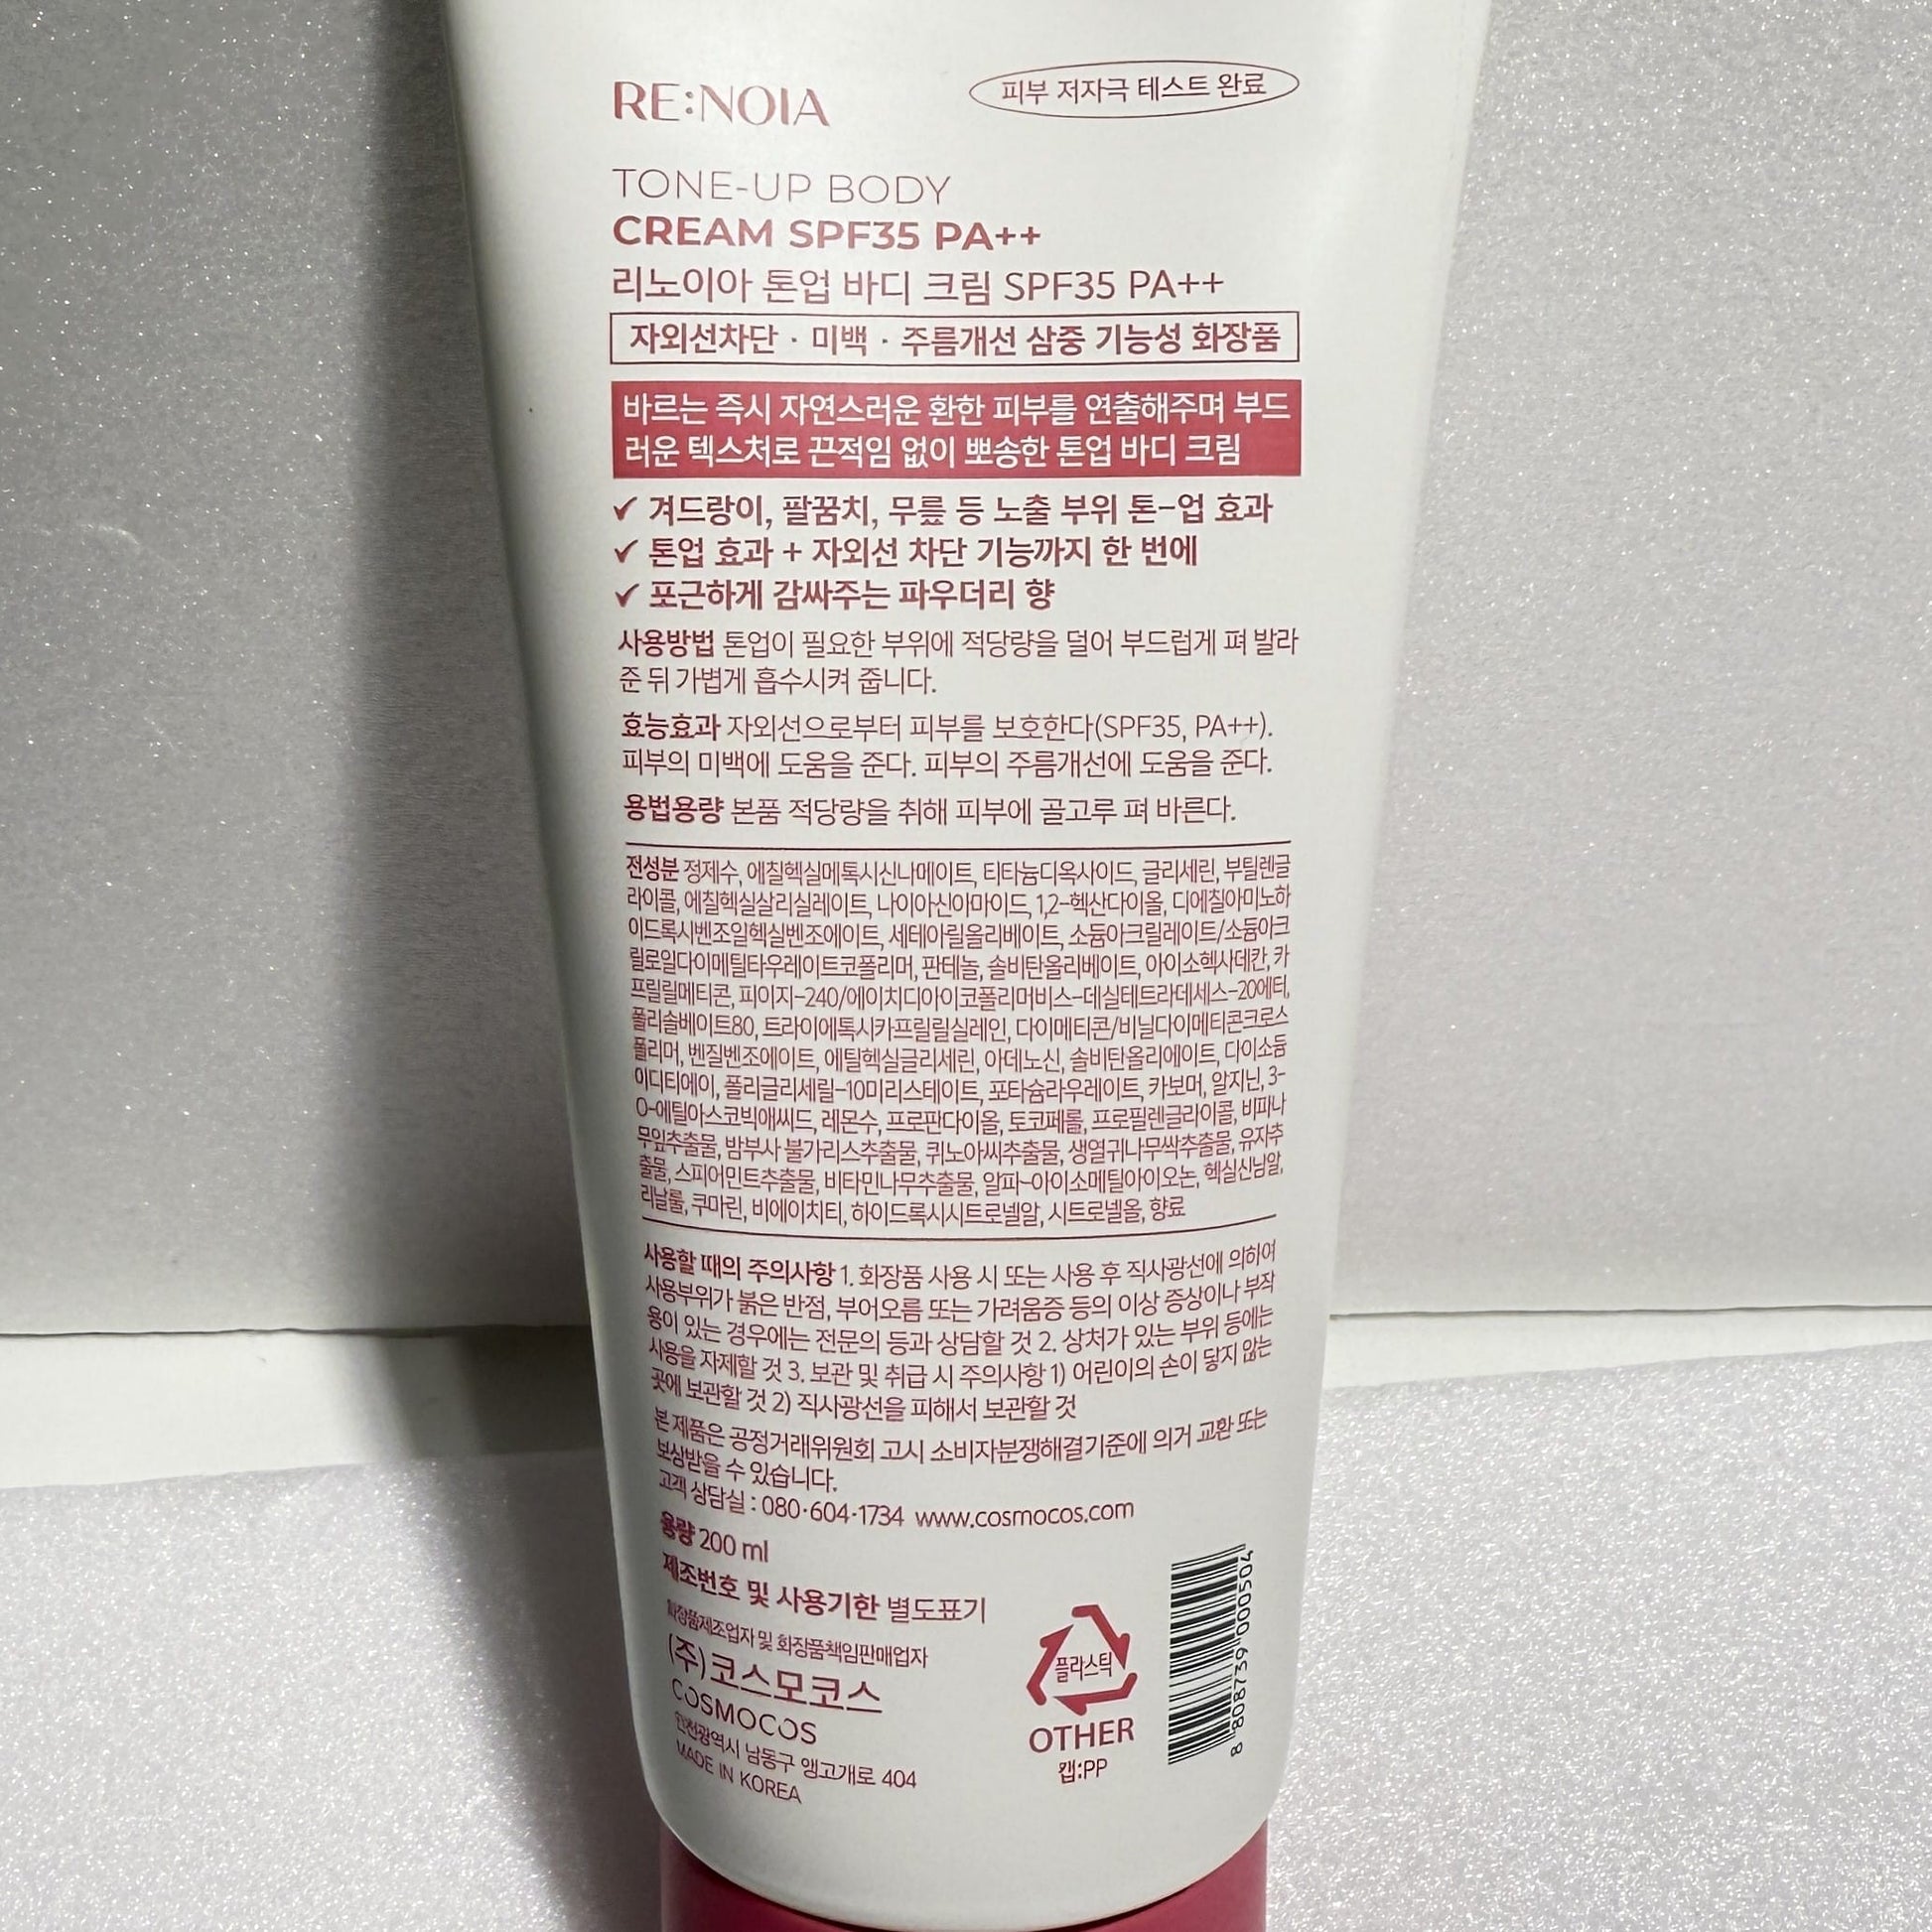 RE:NOIA
피부 저자극 테스트 완료
TONE-UP BODY
CREAM SPF35 PA++
리노이아 톤업 바디 크림 SPF35 PA++
자외선차단 · 미백 · 주름개선 삼중 기능성 화장품
바르는 즉시 자연스러운 환한 피부를 연출해주며 부드
러운 텍스처로 끈적임 없이 뽀송한 톤업 바디 크림
✓ 겨드랑이, 팔꿈치, 무릎 등 노출 부위 톤-업 효과
✓ 톤업 효과 + 자외선 차단 기능까지 한 번에
✓ 포근하게 감싸주는 파우더리 향
사용방법 톤업이 필요한 부위에 적당량을 덜어 부드럽게 펴 발라
준 뒤 가볍게 흡수시켜 줍니다.
효능효과 자외선으로부터 피부를 보호한다(SPF35, PA++).
피부의 미백에 도움을 준다. 피부의 주름개선에 도움을 준다.
용법용량 본품 적당량을 취해 피부에 골고루 펴 바른다.
전성분 정제수, 에칠헥실메톡시신나메이트, 티타늄디옥사이드, 글리세린, 부틸렌글
라이콜, 에칠헥실살리실레이트, 나이아신아마이드, 1,2-헥산다이올, 디에칠아미노하
이드록시벤조일헥실벤조에이트, 세테아릴올리베이트, 소듐아크릴레이트/소듐아크
릴로일다이메틸타우레이트코폴리머, 판테놀, 솔비탄올리베이트, 아이소헥사데칸, 카
프릴릴메티콘, 피이지-240/에이치디아이코폴리머비스-데실테트라데세스-20에터,
폴리솔베이트80, 트라이에톡시카프릴릴실레인, 다이메티콘/비닐다이메티콘크로스
폴리머, 벤질벤조에이트, 에틸헥실글리세린, 아데노신, 솔비탄올리에이트, 다이소듐
이디티에이, 폴리글리세릴-10미리스테이트, 포타슘라우레이트, 카보머, 알지닌, 3-
O-에틸아스코빅애씨드, 레몬수, 프로판다이올, 토코페롤, 프로필렌글라이콜, 비파나
무잎추출물, 밤부사 불가리스추출물, 퀴노아씨추출물, 생열귀나무싹추출물, 유자추
출물, 스피어민트추출물, 비타민나무추출물, 알파-아이소메틸아이오논, 헥실신남알,
리날룰, 쿠마린, 비에이치티, 하이드록시시트로넬알, 시트로넬올, 향료
사용할 때의 주의사항 1. 화장품 사용 시 또는 사용 후 직사광선에 의하여
사용부위가 붉은 반점, 부어오름 또는 가려움증 등의 이상 증상이나 부작
용이 있는 경우에는 전문의 등과 상담할 것 2. 상처가 있는 부위 등에는
사용을 자제할 것 3. 보관 및 취급 시 주의사항 1) 어린이의 손이 닿지 않는
곳에 보관할 것 2) 직사광선을 피해서 보관할 것
본 제품은 공정거래위원회 고시 소비자분쟁해결기준에 의거 교환 또는
보상받을 수 있습니다.
고객 상담실 : 080·604·1734 www.cosmocos.com
용량 200 ml
제조번호 및 사용기한 별도표기
화장품제조업자 및 화장품책임판매업자
(주)코스모코스
COSMOCOS
인천광역시 남동구 앵고개로 404
MADE IN KOREA
플라스틱
OTHER
캡:PP
8 808739 000504